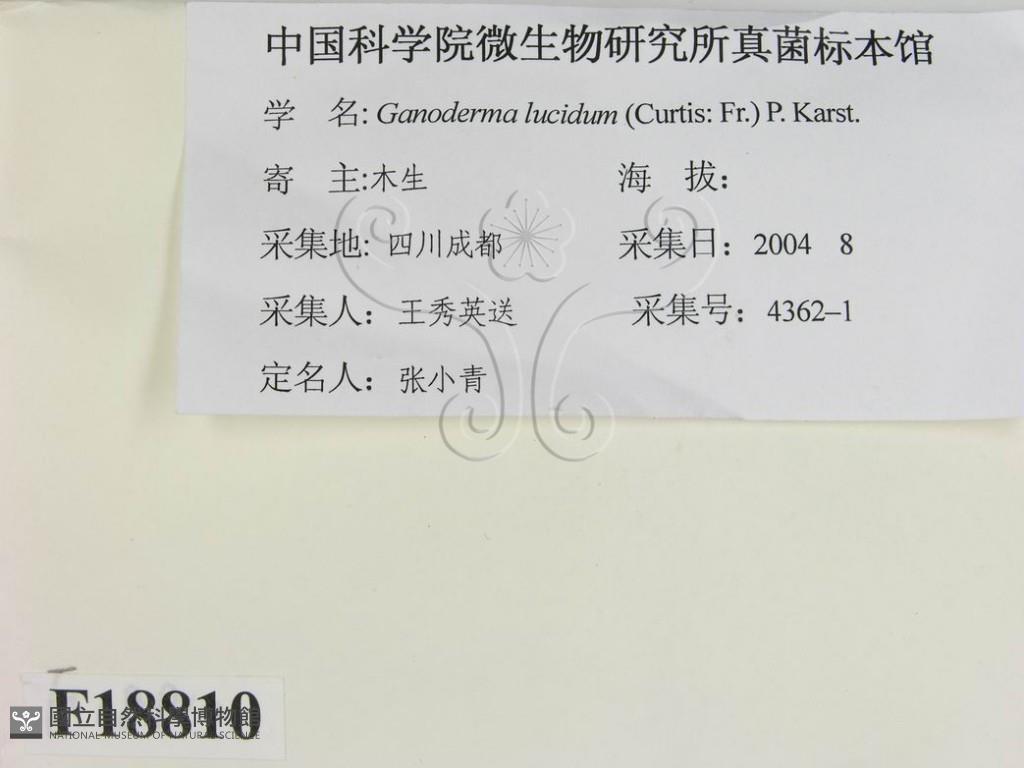 中国科学院微生物研究所真菌标本馆
学 名: Ganoderma lucidum (Curtis: Fr.) P. Karst.
寄 主:木生 海 拔：
采集地: 四川成都 采集日：2004 8
采集人：王秀英送 采集号：4362–1
定名人：张小青
F18810
國立自然科學博物館
NATIONAL MUSEUM OF NATURAL SCIENCE